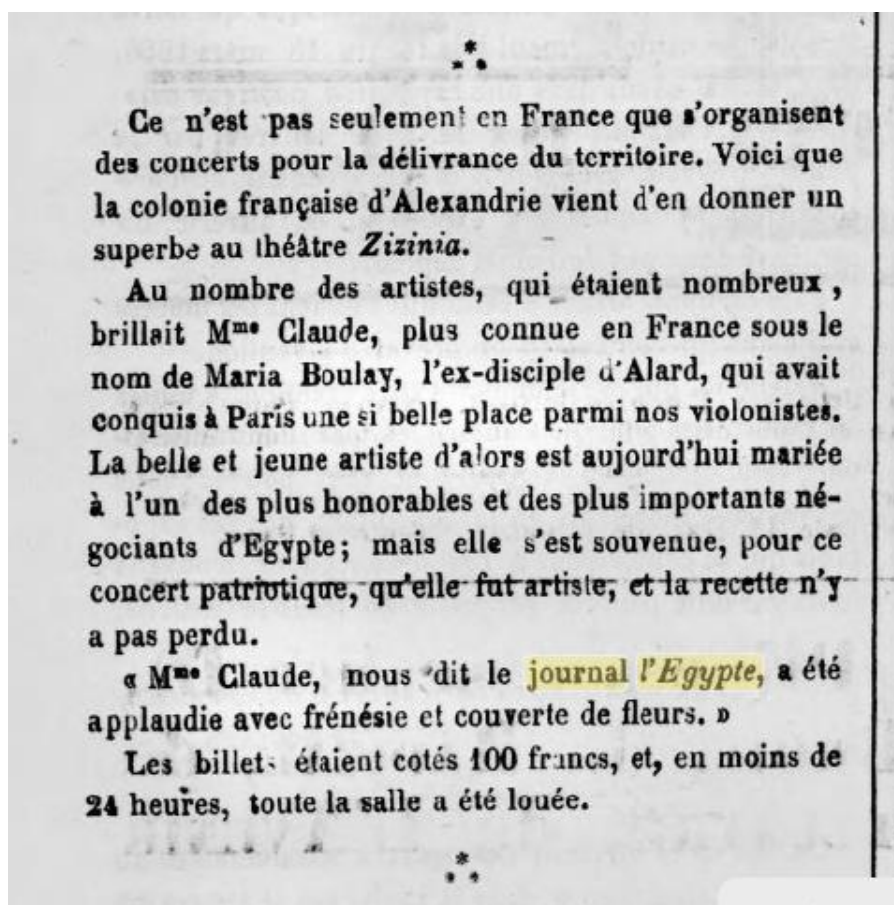 Ce n'est pas seulement en France que s'organisent
des concerts pour la délivrance du territoire. Voici que
la colonie française d'Alexandrie vient d'en donner un
superbe au théâtre Zizinia.
Au nombre des artistes, qui étaient nombreux,
brillait Mme Claude, plus connue en France sous le
nom de Maria Boulay, l'ex-disciple d'Alard, qui avait
conquis à Paris une si belle place parmi nos violonistes.
La belle et jeune artiste d'alors est aujourd'hui mariée
à l'un des plus honorables et des plus importants né-
gociants d'Egypte; mais elle s'est souvenue, pour ce
concert patriotique, qu'elle fut artiste, et la recette n'y
a pas perdu.
« Mme Claude, nous dit le journal l'Egypte, a été
applaudie avec frénésie et couverte de fleurs. »
Les billets étaient cotés 100 francs, et, en moins de
24 heures, toute la salle a été louée.